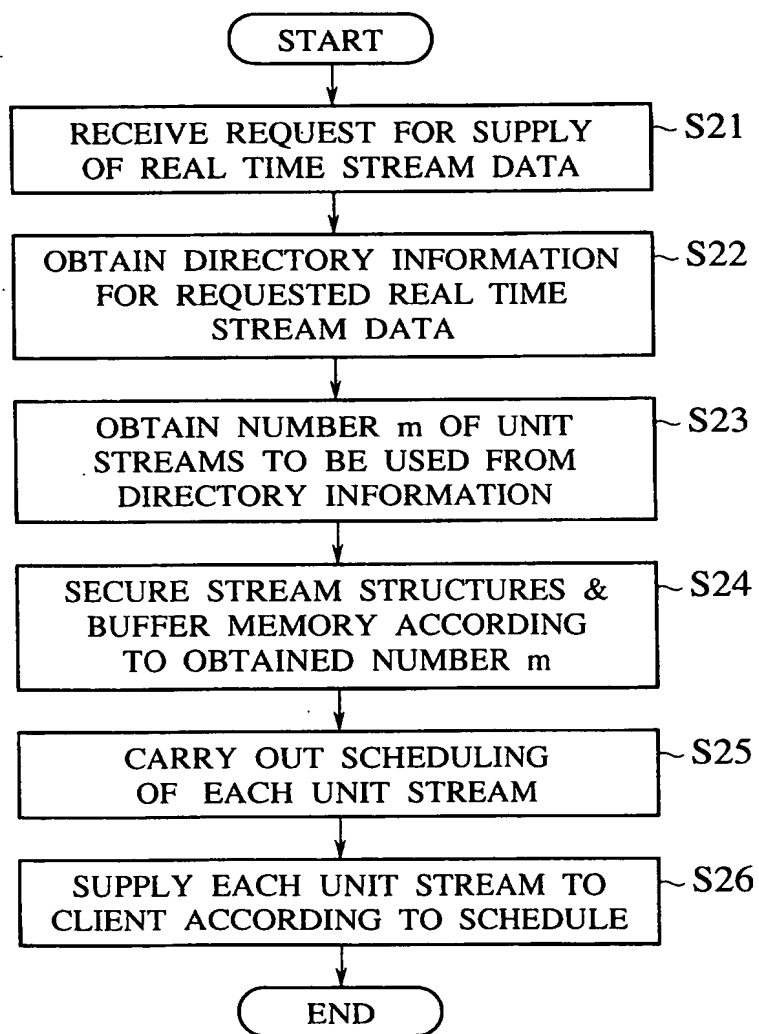 START
RECEIVE REQUEST FOR SUPPLY
OF REAL TIME STREAM DATA
S21
OBTAIN DIRECTORY INFORMATION
FOR REQUESTED REAL TIME
STREAM DATA
S22
OBTAIN NUMBER m OF UNIT
STREAMS TO BE USED FROM
DIRECTORY INFORMATION
S23
SECURE STREAM STRUCTURES &
BUFFER MEMORY ACCORDING
TO OBTAINED NUMBER m
S24
CARRY OUT SCHEDULING
OF EACH UNIT STREAM
S25
SUPPLY EACH UNIT STREAM TO
CLIENT ACCORDING TO SCHEDULE
S26
END